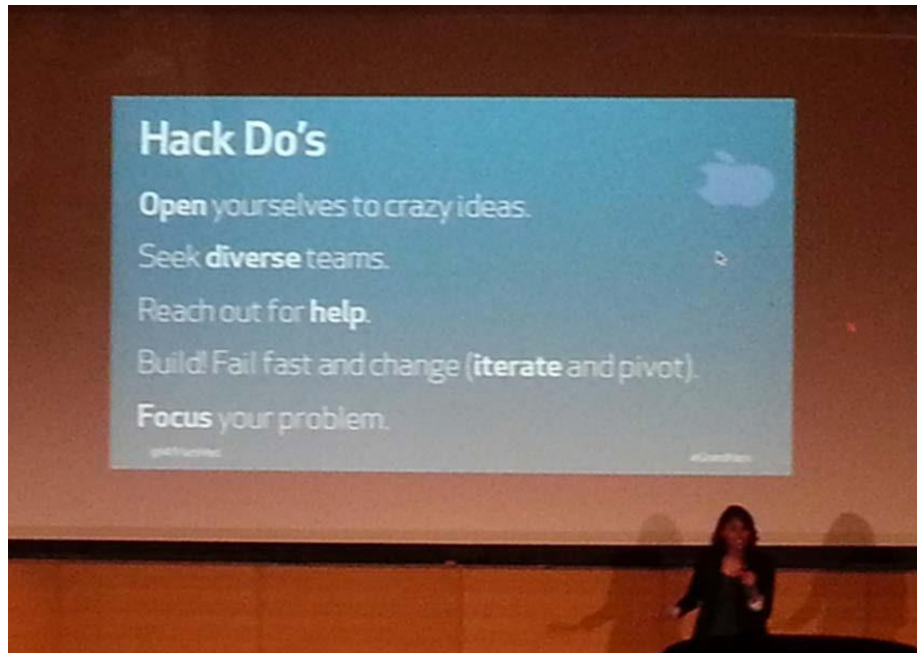 Hack Do's
Open yourselves to crazy ideas.
Seek diverse teams.
Reach out for help.
Build! Fail fast and change (iterate and pivot).
Focus your problem.